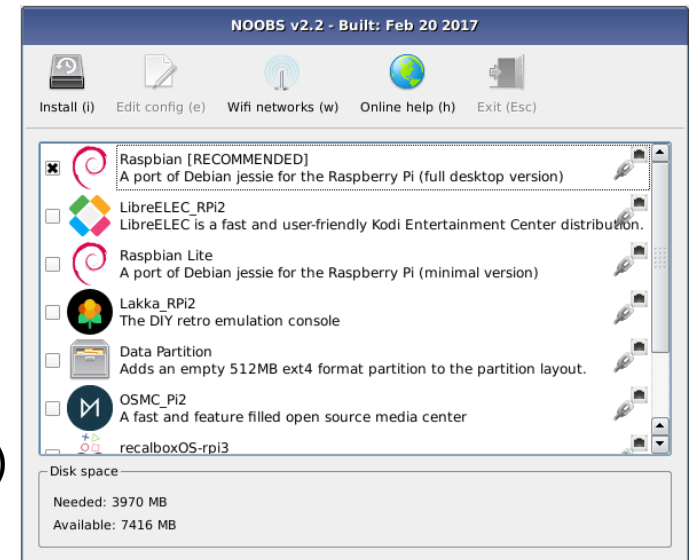 NOOBS v2.2 - Built: Feb 20 2017
Install (i) Edit config (e) Wifi networks (w) Online help (h) Exit (Esc)
Raspbian [RECOMMENDED]
A port of Debian jessie for the Raspberry Pi (full desktop version)
LibreELEC_RPi2
LibreELEC is a fast and user-friendly Kodi Entertainment Center distribution.
Raspbian Lite
A port of Debian jessie for the Raspberry Pi (minimal version)
Lakka_RPi2
The DIY retro emulation console
Data Partition
Adds an empty 512MB ext4 format partition to the partition layout.
OSMC_Pi2
A fast and feature filled open source media center
recalboxOS-rpi3
)
Disk space
Needed: 3970 MB
Available: 7416 MB